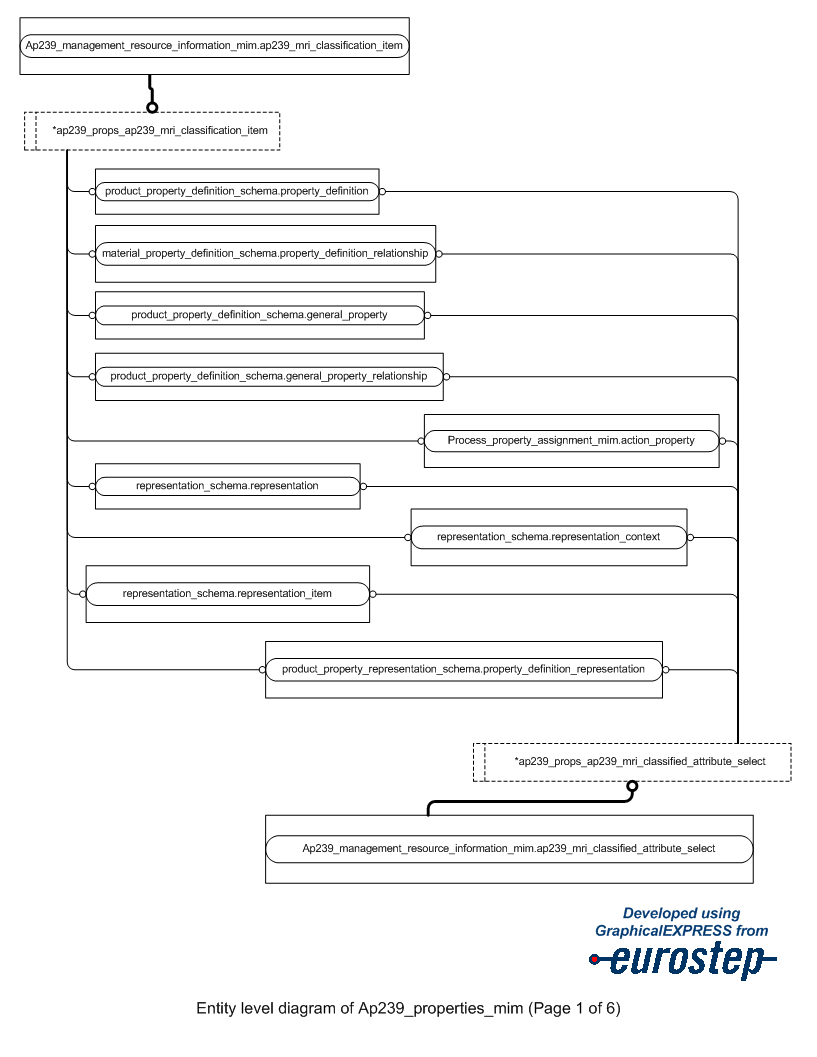 Ap239_management_resource_information_mim.ap239_mri_classification_item
*ap239_props_ap239_mri_classification_item
product_property_definition_schema.property_definition
material_property_definition_schema.property_definition_relationship
product_property_definition_schema.general_property
product_property_definition_schema.general_property_relationship
Process_property_assignment_mim.action_property
representation_schema.representation
representation_schema.representation_context
representation_schema.representation_item
product_property_representation_schema.property_definition_representation
*ap239_props_ap239_mri_classified_attribute_select
Ap239_management_resource_information_mim.ap239_mri_classified_attribute_select
Developed using
GraphicalEXPRESS from
eurostep
Entity level diagram of Ap239_properties_mim (Page 1 of 6)